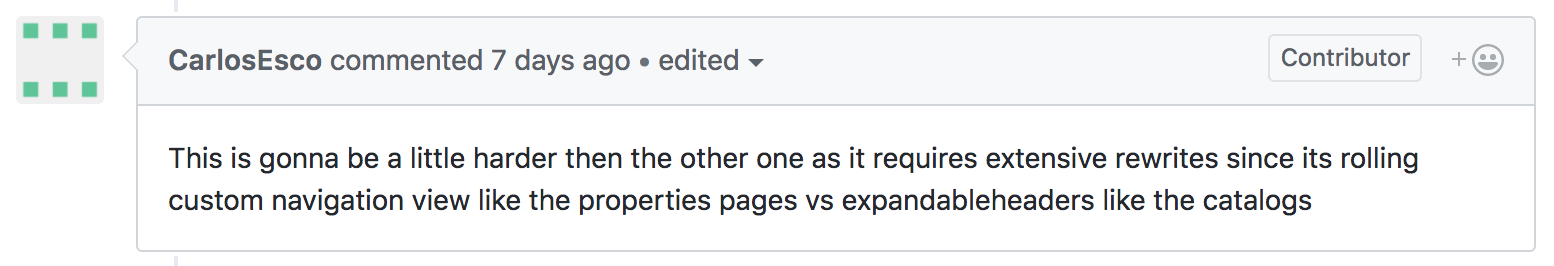 CarlosEsco commented 7 days ago • edited
Contributor
+
This is gonna be a little harder then the other one as it requires extensive rewrites since its rolling
custom navigation view like the properties pages vs expandableheaders like the catalogs